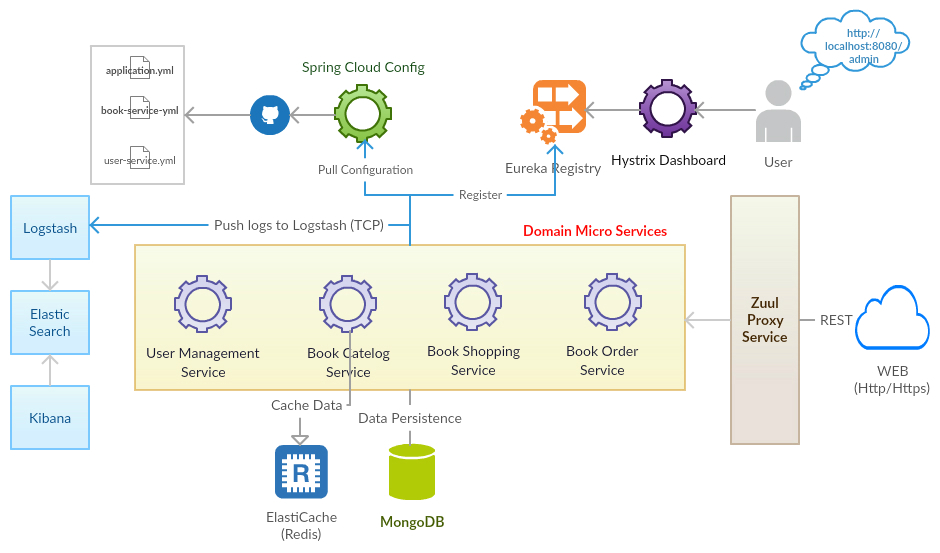 http://
localhost:8080/
admin
Spring Cloud Config
application.yml
book-service-yml
user-service.yml
Pull Configuration
Eureka Registry
Hystrix Dashboard
User
Register
Logstash
Push logs to Logstash (TCP)
Domain Micro Services
Elastic
Search
Kibana
User Management
Service
Book Catelog
Service
Book Shopping
Service
Book Order
Service
Zuul
Proxy
Service
REST
WEB
(Http/Https)
Cache Data
Data Persistence
R
ElastiCache
(Redis)
MongoDB